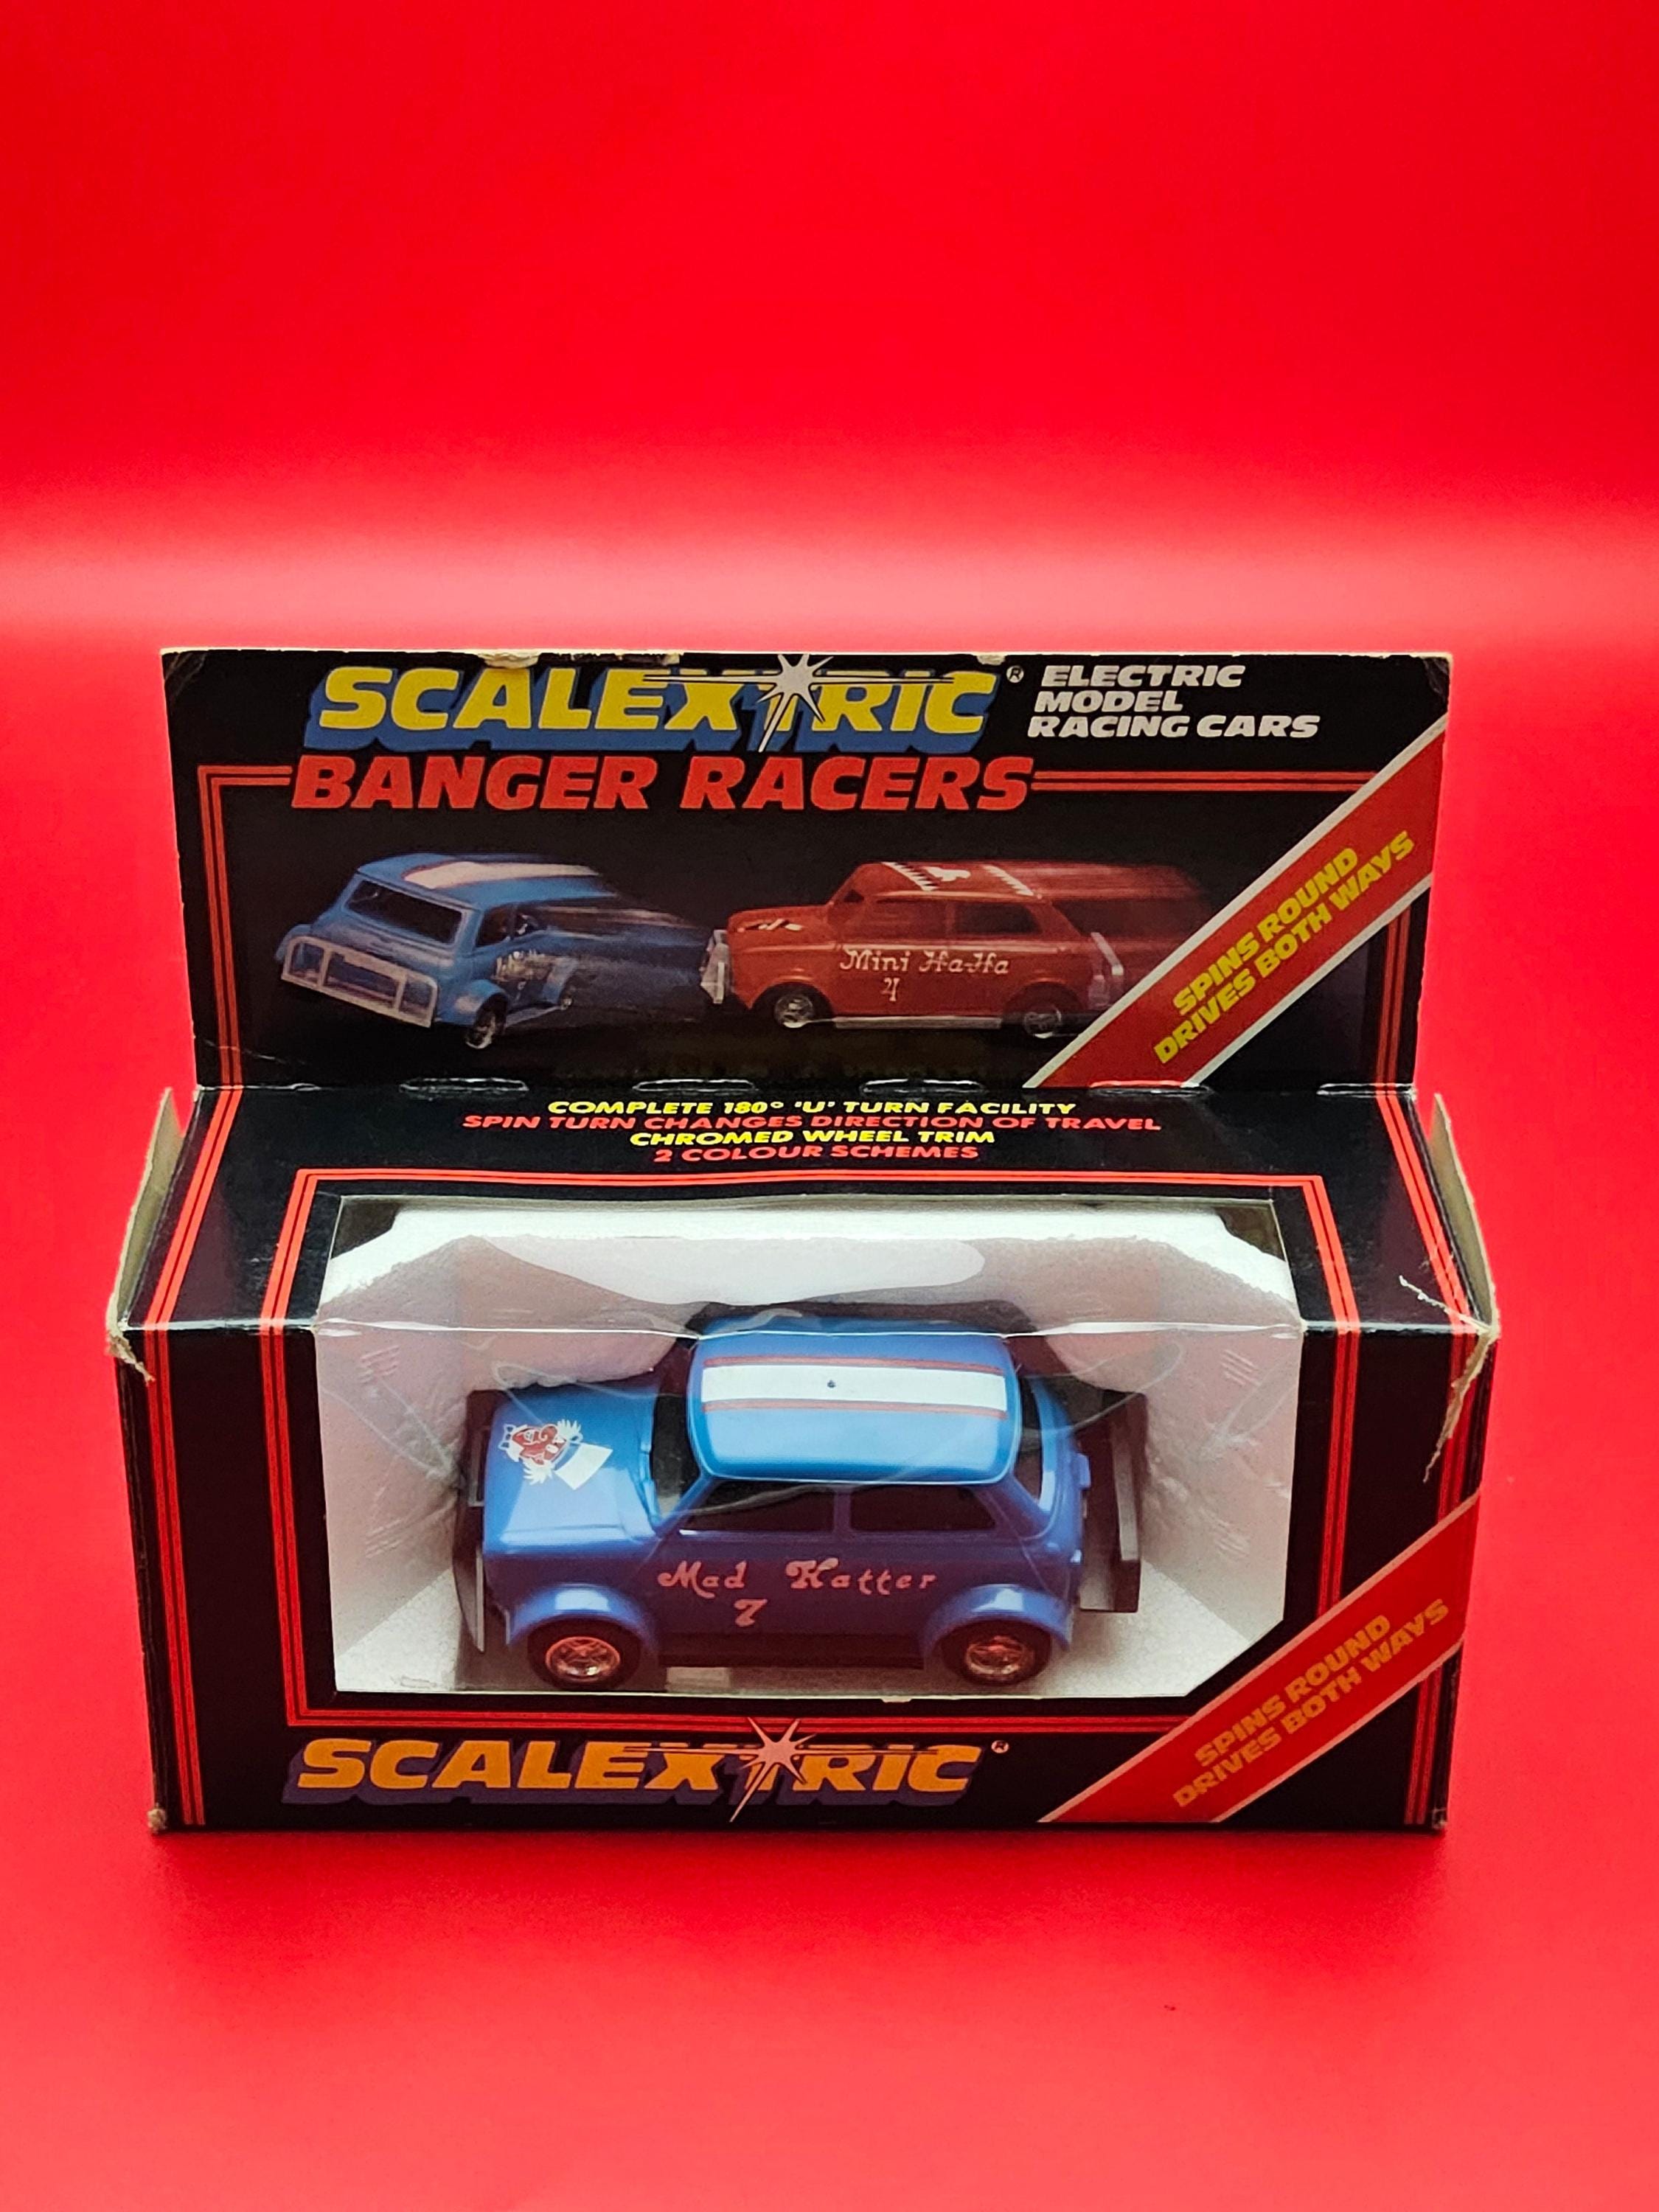 SCALEXTRIC®
ELECTRIC
MODEL
RACING CARS
BANGER RACERS
Mini Ha-Ha
4
SPINS ROUND
DRIVES BOTH WAYS
COMPLETE 180° 'U' TURN FACILITY
SPIN TURN CHANGES DIRECTION OF TRAVEL
CHROMED WHEEL TRIM
2 COLOUR SCHEMES
Mad Hatter
7
SCALEXTRIC®
SPINS ROUND
DRIVES BOTH WAYS